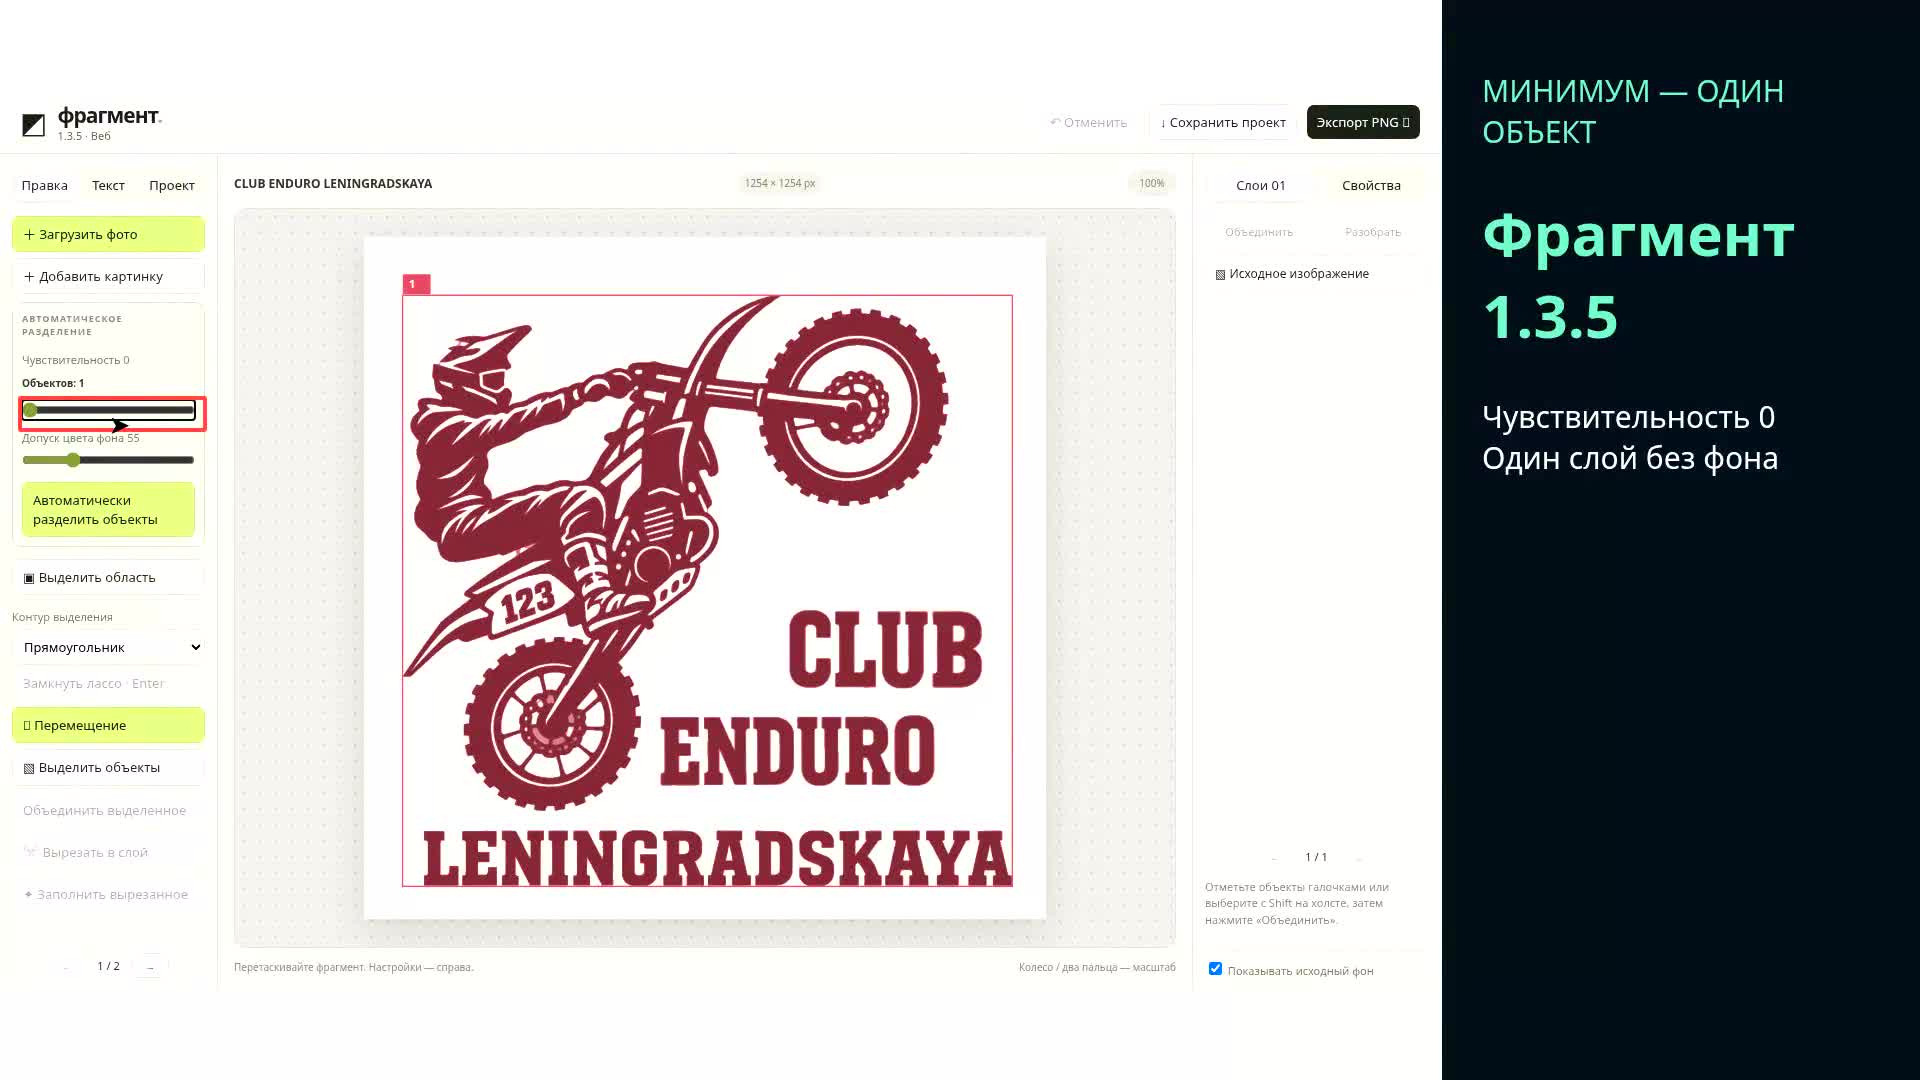 фрагмент.
1.3.5 · Веб
↶ Отменить
↓ Сохранить проект
Экспорт PNG
Правка
Текст
Проект
+ Загрузить фото
+ Добавить картинку
АВТОМАТИЧЕСКОЕ
РАЗДЕЛЕНИЕ
Чувствительность 0
Объектов: 1
Допуск цвета фона 55
Автоматически
разделить объекты
▣ Выделить область
Контур выделения
Прямоугольник
Замкнуть лассо · Enter
Перемещение
▧ Выделить объекты
Объединить выделенное
Вырезать в слой
✦ Заполнить вырезанное
← 1 / 2 →
CLUB ENDURO LENINGRADSKAYA
1254 × 1254 px
100%
1
123
CLUB
ENDURO
LENINGRADSKAYA
Перетаскивайте фрагмент. Настройки — справа.
Колесо / два пальца — масштаб
Слои 01
Свойства
Объединить
Разобрать
▧ Исходное изображение
← 1 / 1 →
Отметьте объекты галочками или
выберите с Shift на холсте, затем
нажмите «Объединить».
Показывать исходный фон
МИНИМУМ — ОДИН
ОБЪЕКТ
Фрагмент
1.3.5
Чувствительность 0
Один слой без фона